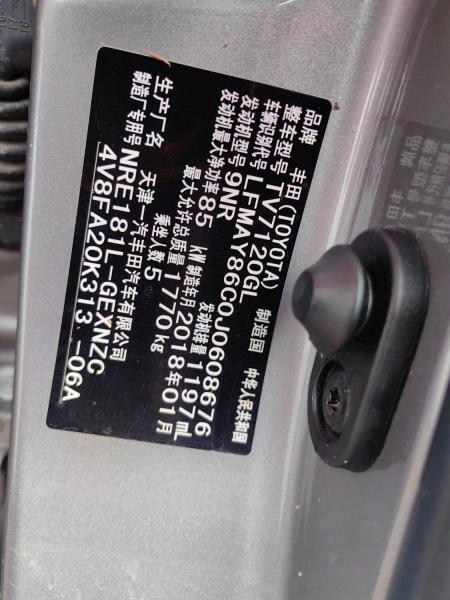 品牌 丰田(TOYOTA) 制造国 中华人民共和国
整车型号 TV7120GL
车辆识别代号 LFMAY86C0J0608676
发动机型号 9NR 发动机排量 1197mL
发动机最大净功率 85 kW 制造年月 2018年01月
最大允许总质量 1770kg
乘坐人数 5
生产厂名 天津一汽丰田汽车有限公司
制造厂专用号 NRE181L-GEXNZC
4V8FA20K313 -06A